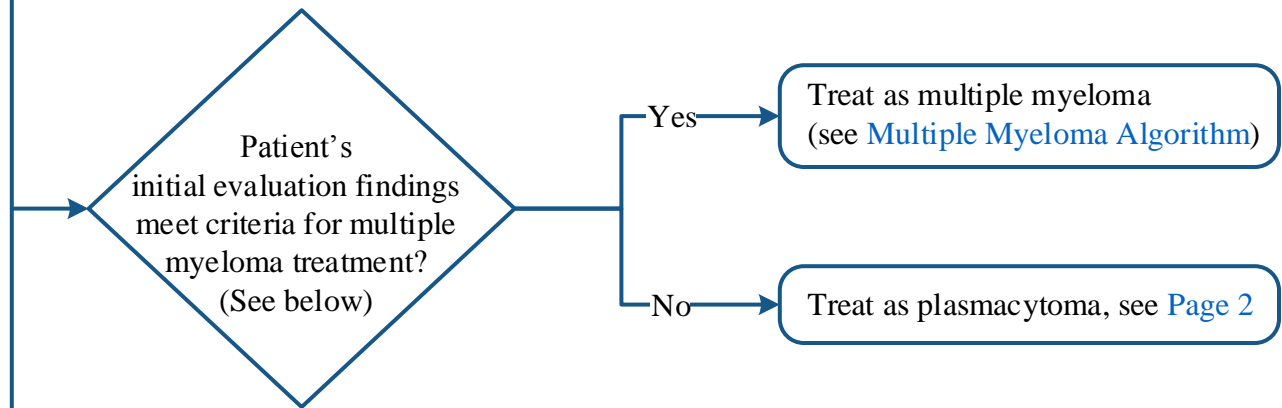 Patient’s
initial evaluation findings
meet criteria for multiple
myeloma treatment?
(See below)
Yes
Treat as multiple myeloma
(see Multiple Myeloma Algorithm)
No
Treat as plasmacytoma, see Page 2